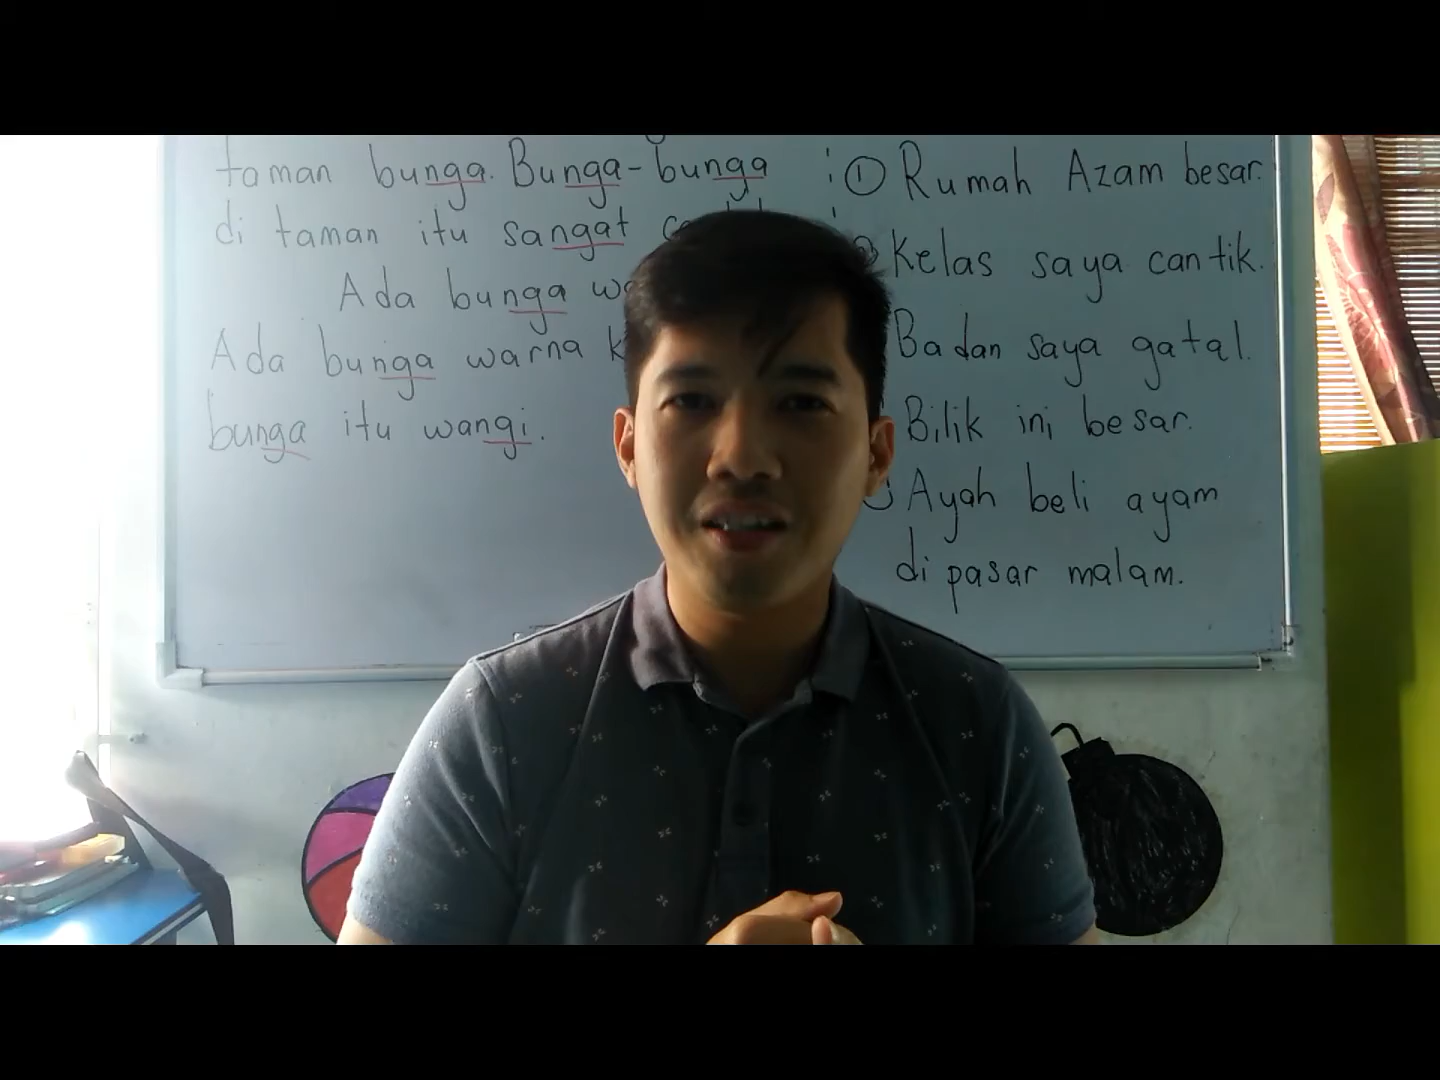 taman bunga. Bunga-bunga
di taman itu sangat
Ada bunga
Ada bunga warna
bunga itu wangi.
① Rumah Azam besar.
Kelas saya cantik.
Badan saya gatal.
Bilik ini besar.
Ayah beli ayam
di pasar malam.